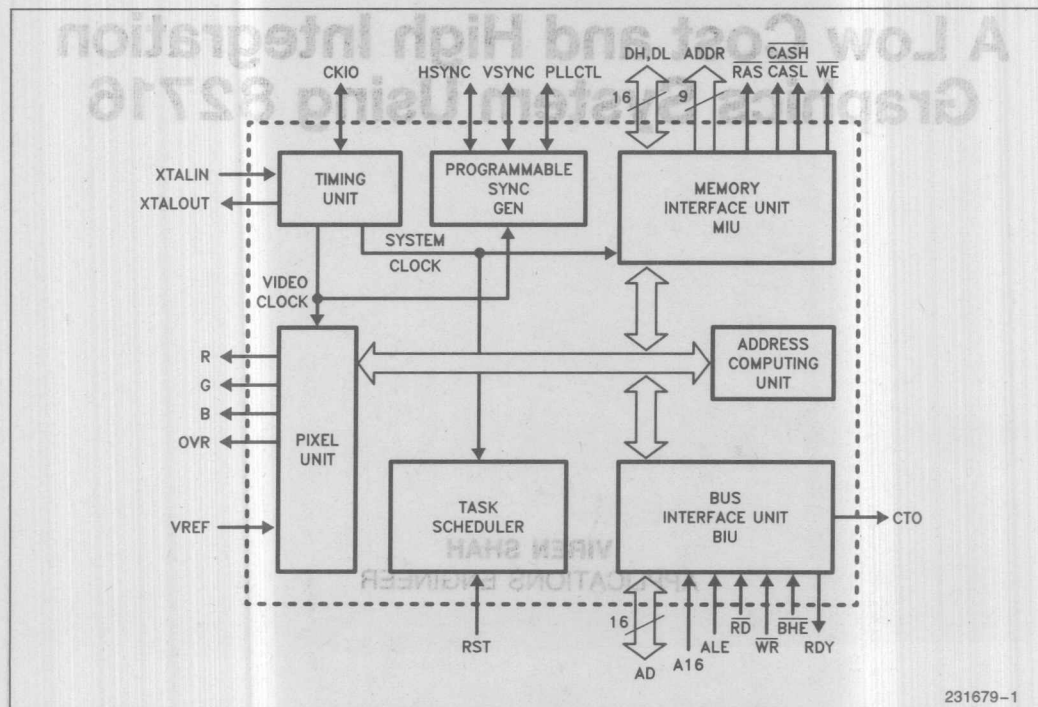 A Low Cost and High Integration
Graphics System Using 82716
DH,DL ADDR RAS CASH CASL WE
CKIO HSYNC VSYNC PLLCTL
16 9
XTALIN
XTALOUT
TIMING
UNIT
PROGRAMMABLE
SYNC
GEN
MEMORY
INTERFACE UNIT
MIU
SYSTEM
CLOCK
VIDEO
CLOCK
R
G
B
OVR
VREF
PIXEL
UNIT
ADDRESS
COMPUTING
UNIT
TASK
SCHEDULER
BUS
INTERFACE UNIT
BIU
CTO
VIREN SHAH
APPLICATIONS ENGINEER
RST
16
AD
A16
ALE
RD
WR
BHE
RDY
231679-1